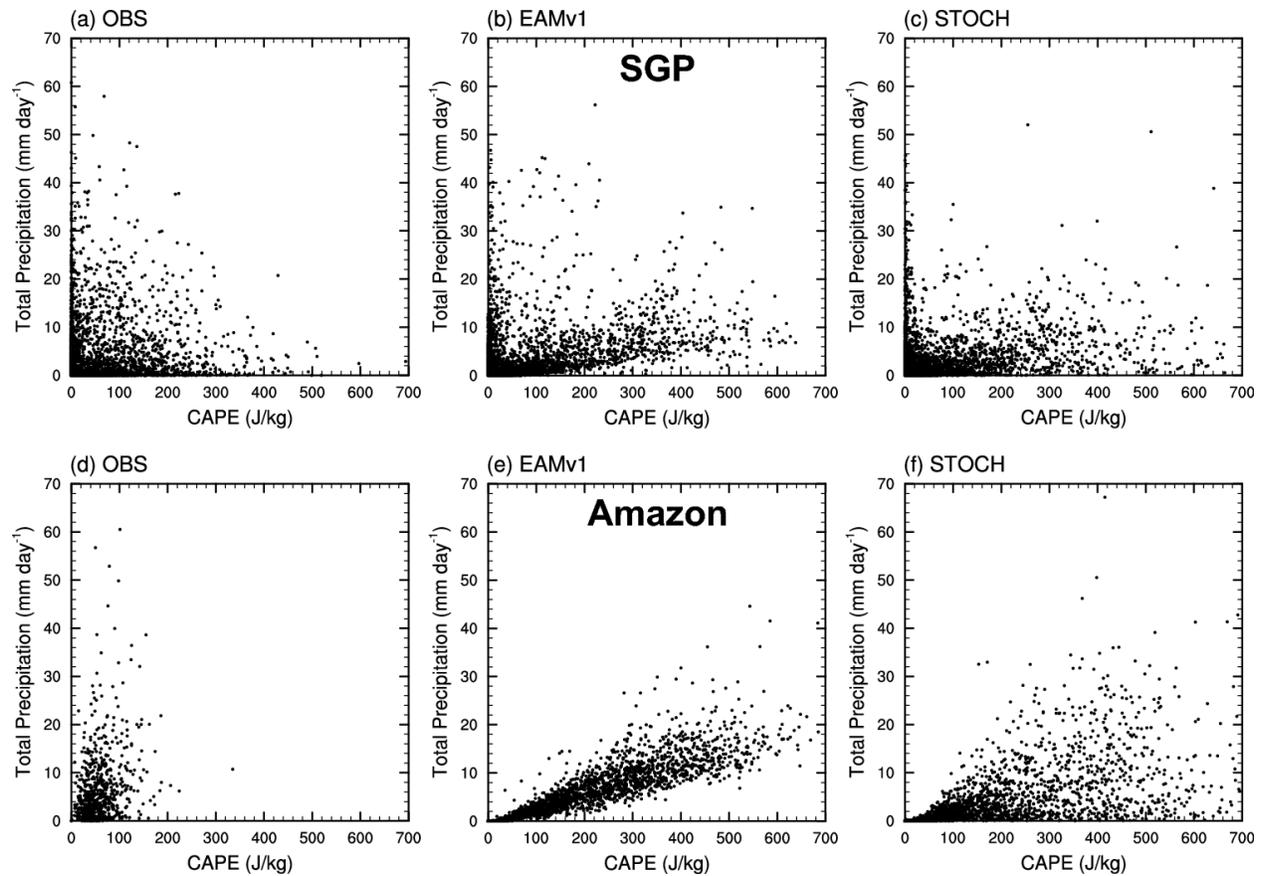 (a) OBS
(b) EAMv1
(c) STOCH
Total Precipitation (mm day⁻¹)
70
60
50
40
30
20
10
0
0 100 200 300 400 500 600 700
CAPE (J/kg)
SGP
Total Precipitation (mm day⁻¹)
70
60
50
40
30
20
10
0
0 100 200 300 400 500 600 700
CAPE (J/kg)
Total Precipitation (mm day⁻¹)
70
60
50
40
30
20
10
0
0 100 200 300 400 500 600 700
CAPE (J/kg)
(d) OBS
(e) EAMv1
(f) STOCH
Total Precipitation (mm day⁻¹)
70
60
50
40
30
20
10
0
0 100 200 300 400 500 600 700
CAPE (J/kg)
Amazon
Total Precipitation (mm day⁻¹)
70
60
50
40
30
20
10
0
0 100 200 300 400 500 600 700
CAPE (J/kg)
Total Precipitation (mm day⁻¹)
70
60
50
40
30
20
10
0
0 100 200 300 400 500 600 700
CAPE (J/kg)